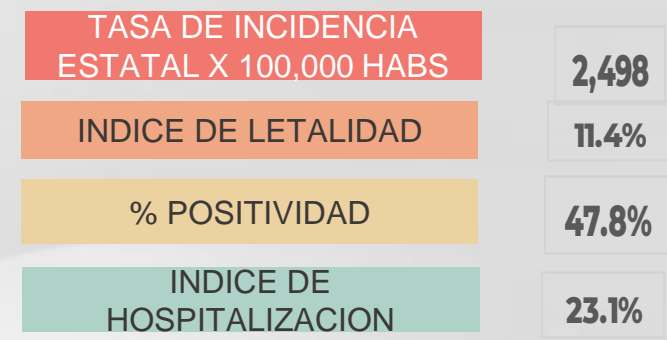 TASA DE INCIDENCIA
ESTATAL X 100,000 HABS
2,498
INDICE DE LETALIDAD
11.4%
% POSITIVIDAD
47.8%
INDICE DE
HOSPITALIZACION
23.1%